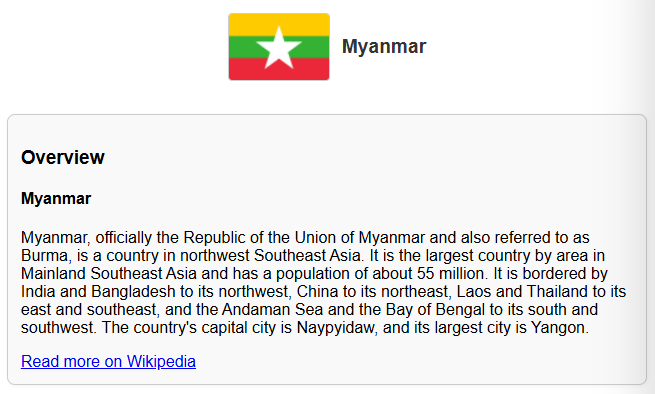 Myanmar
Overview
Myanmar
Myanmar, officially the Republic of the Union of Myanmar and also referred to as
Burma, is a country in northwest Southeast Asia. It is the largest country by area in
Mainland Southeast Asia and has a population of about 55 million. It is bordered by
India and Bangladesh to its northwest, China to its northeast, Laos and Thailand to its
east and southeast, and the Andaman Sea and the Bay of Bengal to its south and
southwest. The country's capital city is Naypyidaw, and its largest city is Yangon.
Read more on Wikipedia